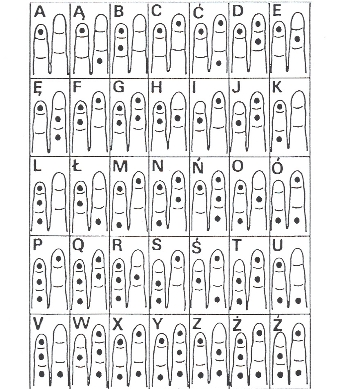 A Ą B C Ć D E
Ę F G H I J K
L Ł M N Ń O Ó
P Q R S Ś T U
V W X Y Z Ż Ź